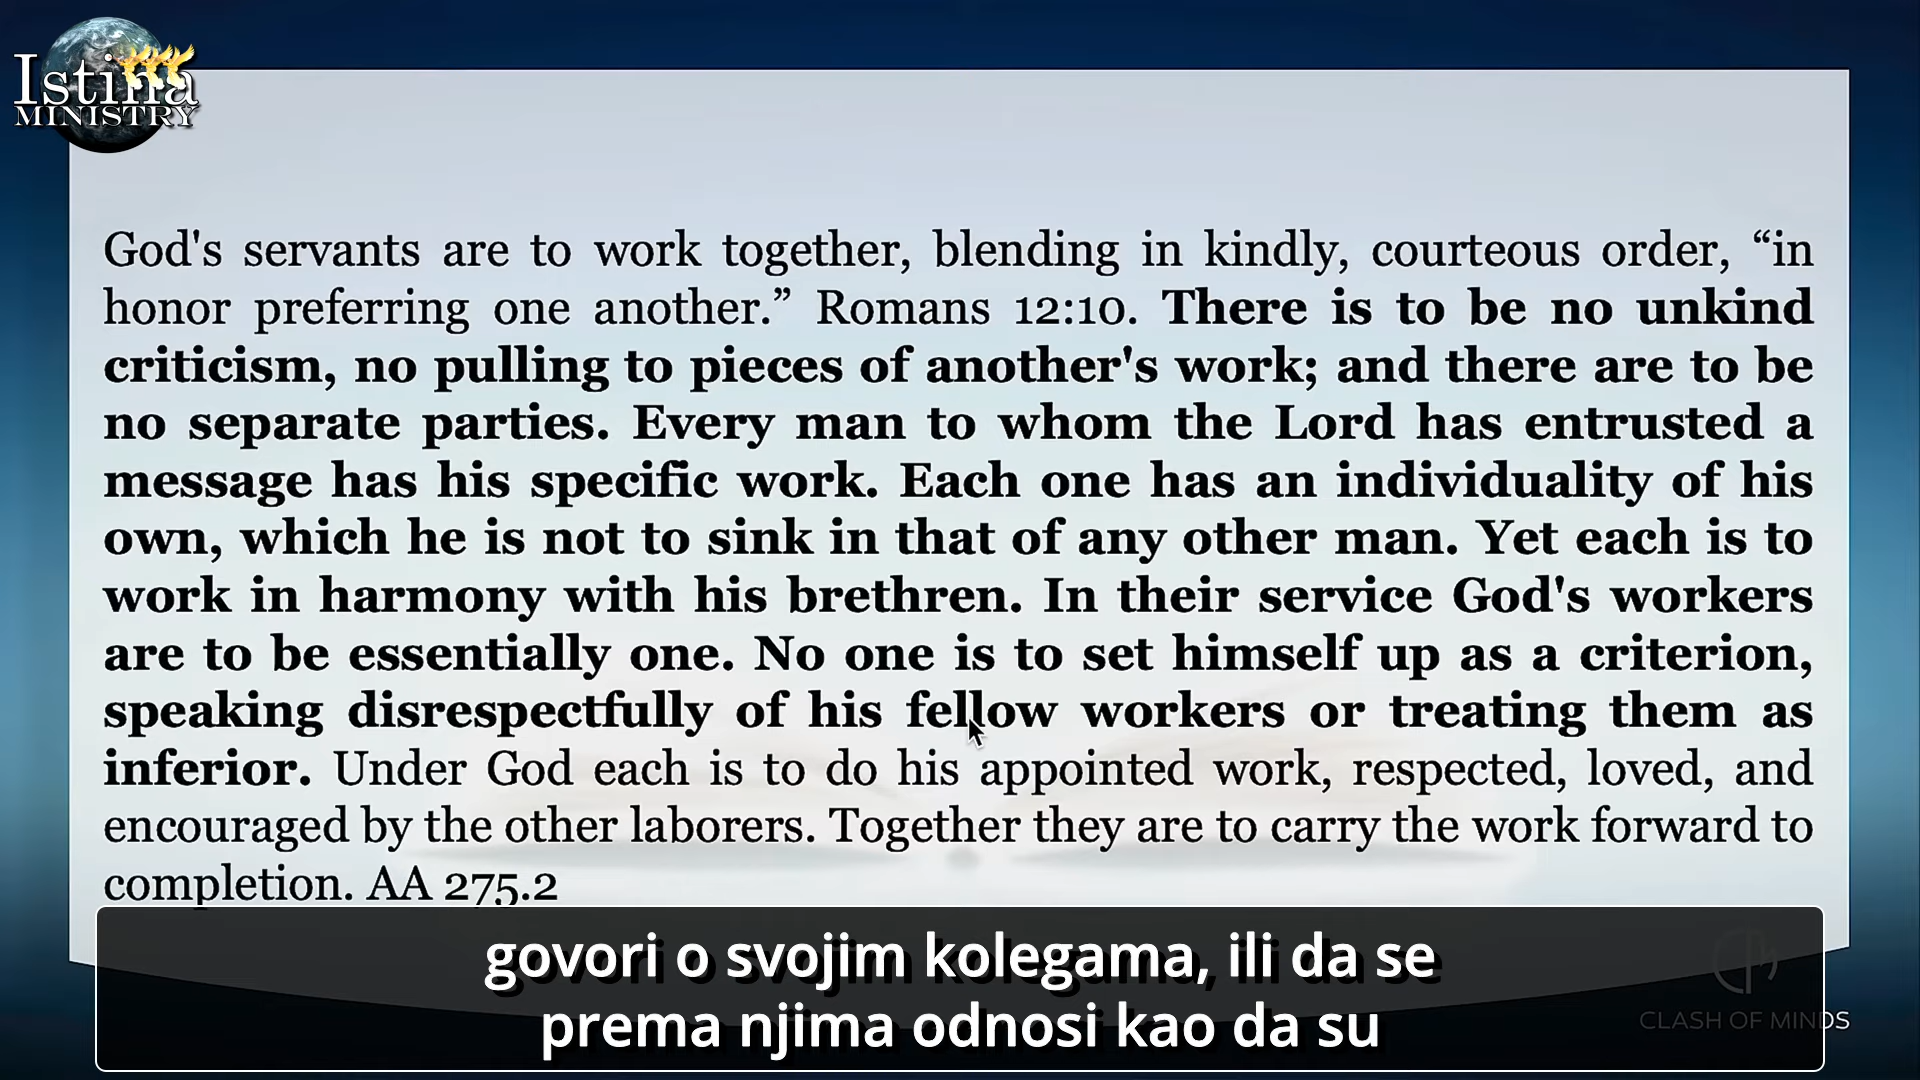 Istina
MINISTRY
God's servants are to work together, blending in kindly, courteous order, “in
honor preferring one another.” Romans 12:10. There is to be no unkind
criticism, no pulling to pieces of another's work; and there are to be
no separate parties. Every man to whom the Lord has entrusted a
message has his specific work. Each one has an individuality of his
own, which he is not to sink in that of any other man. Yet each is to
work in harmony with his brethren. In their service God's workers
are to be essentially one. No one is to set himself up as a criterion,
speaking disrespectfully of his fellow workers or treating them as
inferior. Under God each is to do his appointed work, respected, loved, and
encouraged by the other laborers. Together they are to carry the work forward to
completion. AA 275.2
govori o svojim kolegama, ili da se
prema njima odnosi kao da su
CLASH OF MINDS